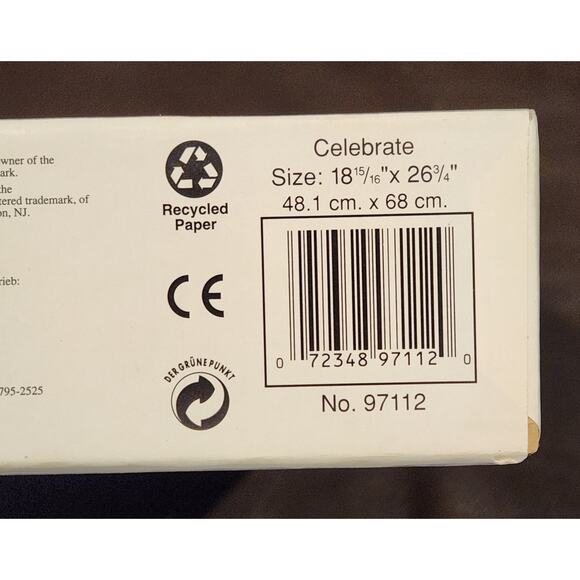 owner of the
ark.
the
tered trademark, of
on, NJ.
rieb:
795-2525
Recycled
Paper
CE
DER GRÜNE PUNKT
Celebrate
Size: 18 15/16" x 26 3/4"
48.1 cm. x 68 cm.
0 72348 97112 0
No. 97112